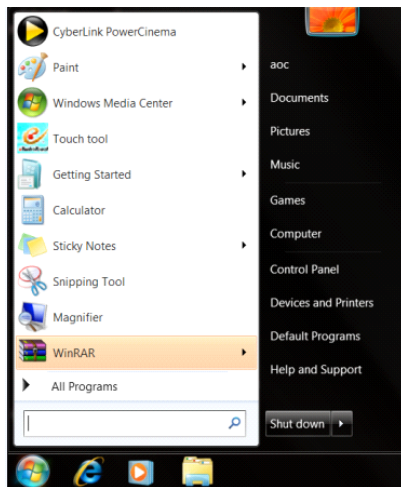 CyberLink PowerCinema
Paint
Windows Media Center
Touch tool
Getting Started
Calculator
Sticky Notes
Snipping Tool
Magnifier
WinRAR
All Programs
aoc
Documents
Pictures
Music
Games
Computer
Control Panel
Devices and Printers
Default Programs
Help and Support
Shut down